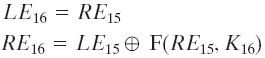 LE₁₆ = RE₁₅
RE₁₆ = LE₁₅ ⊕ F(RE₁₅, K₁₆)